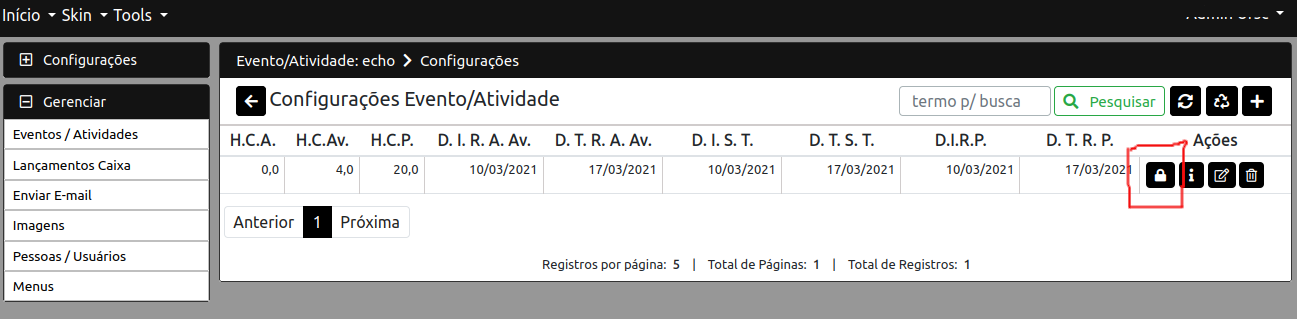 Início Skin Tools
Configurações
Gerenciar
Eventos / Atividades
Lançamentos Caixa
Enviar E-mail
Imagens
Pessoas / Usuários
Menus
Evento/Atividade: echo > Configurações
Configurações Evento/Atividade
termo p/ busca Pesquisar
H.C.A. H.C.Av. H.C.P. D. I. R. A. Av. D. T. R. A. Av. D. I. S. T. D. T. S. T. D.I.R.P. D. T. R. P. Ações
0,0 4,0 20,0 10/03/2021 17/03/2021 10/03/2021 17/03/2021 10/03/2021 17/03/2021
Anterior 1 Próxima
Registros por página: 5 | Total de Páginas: 1 | Total de Registros: 1